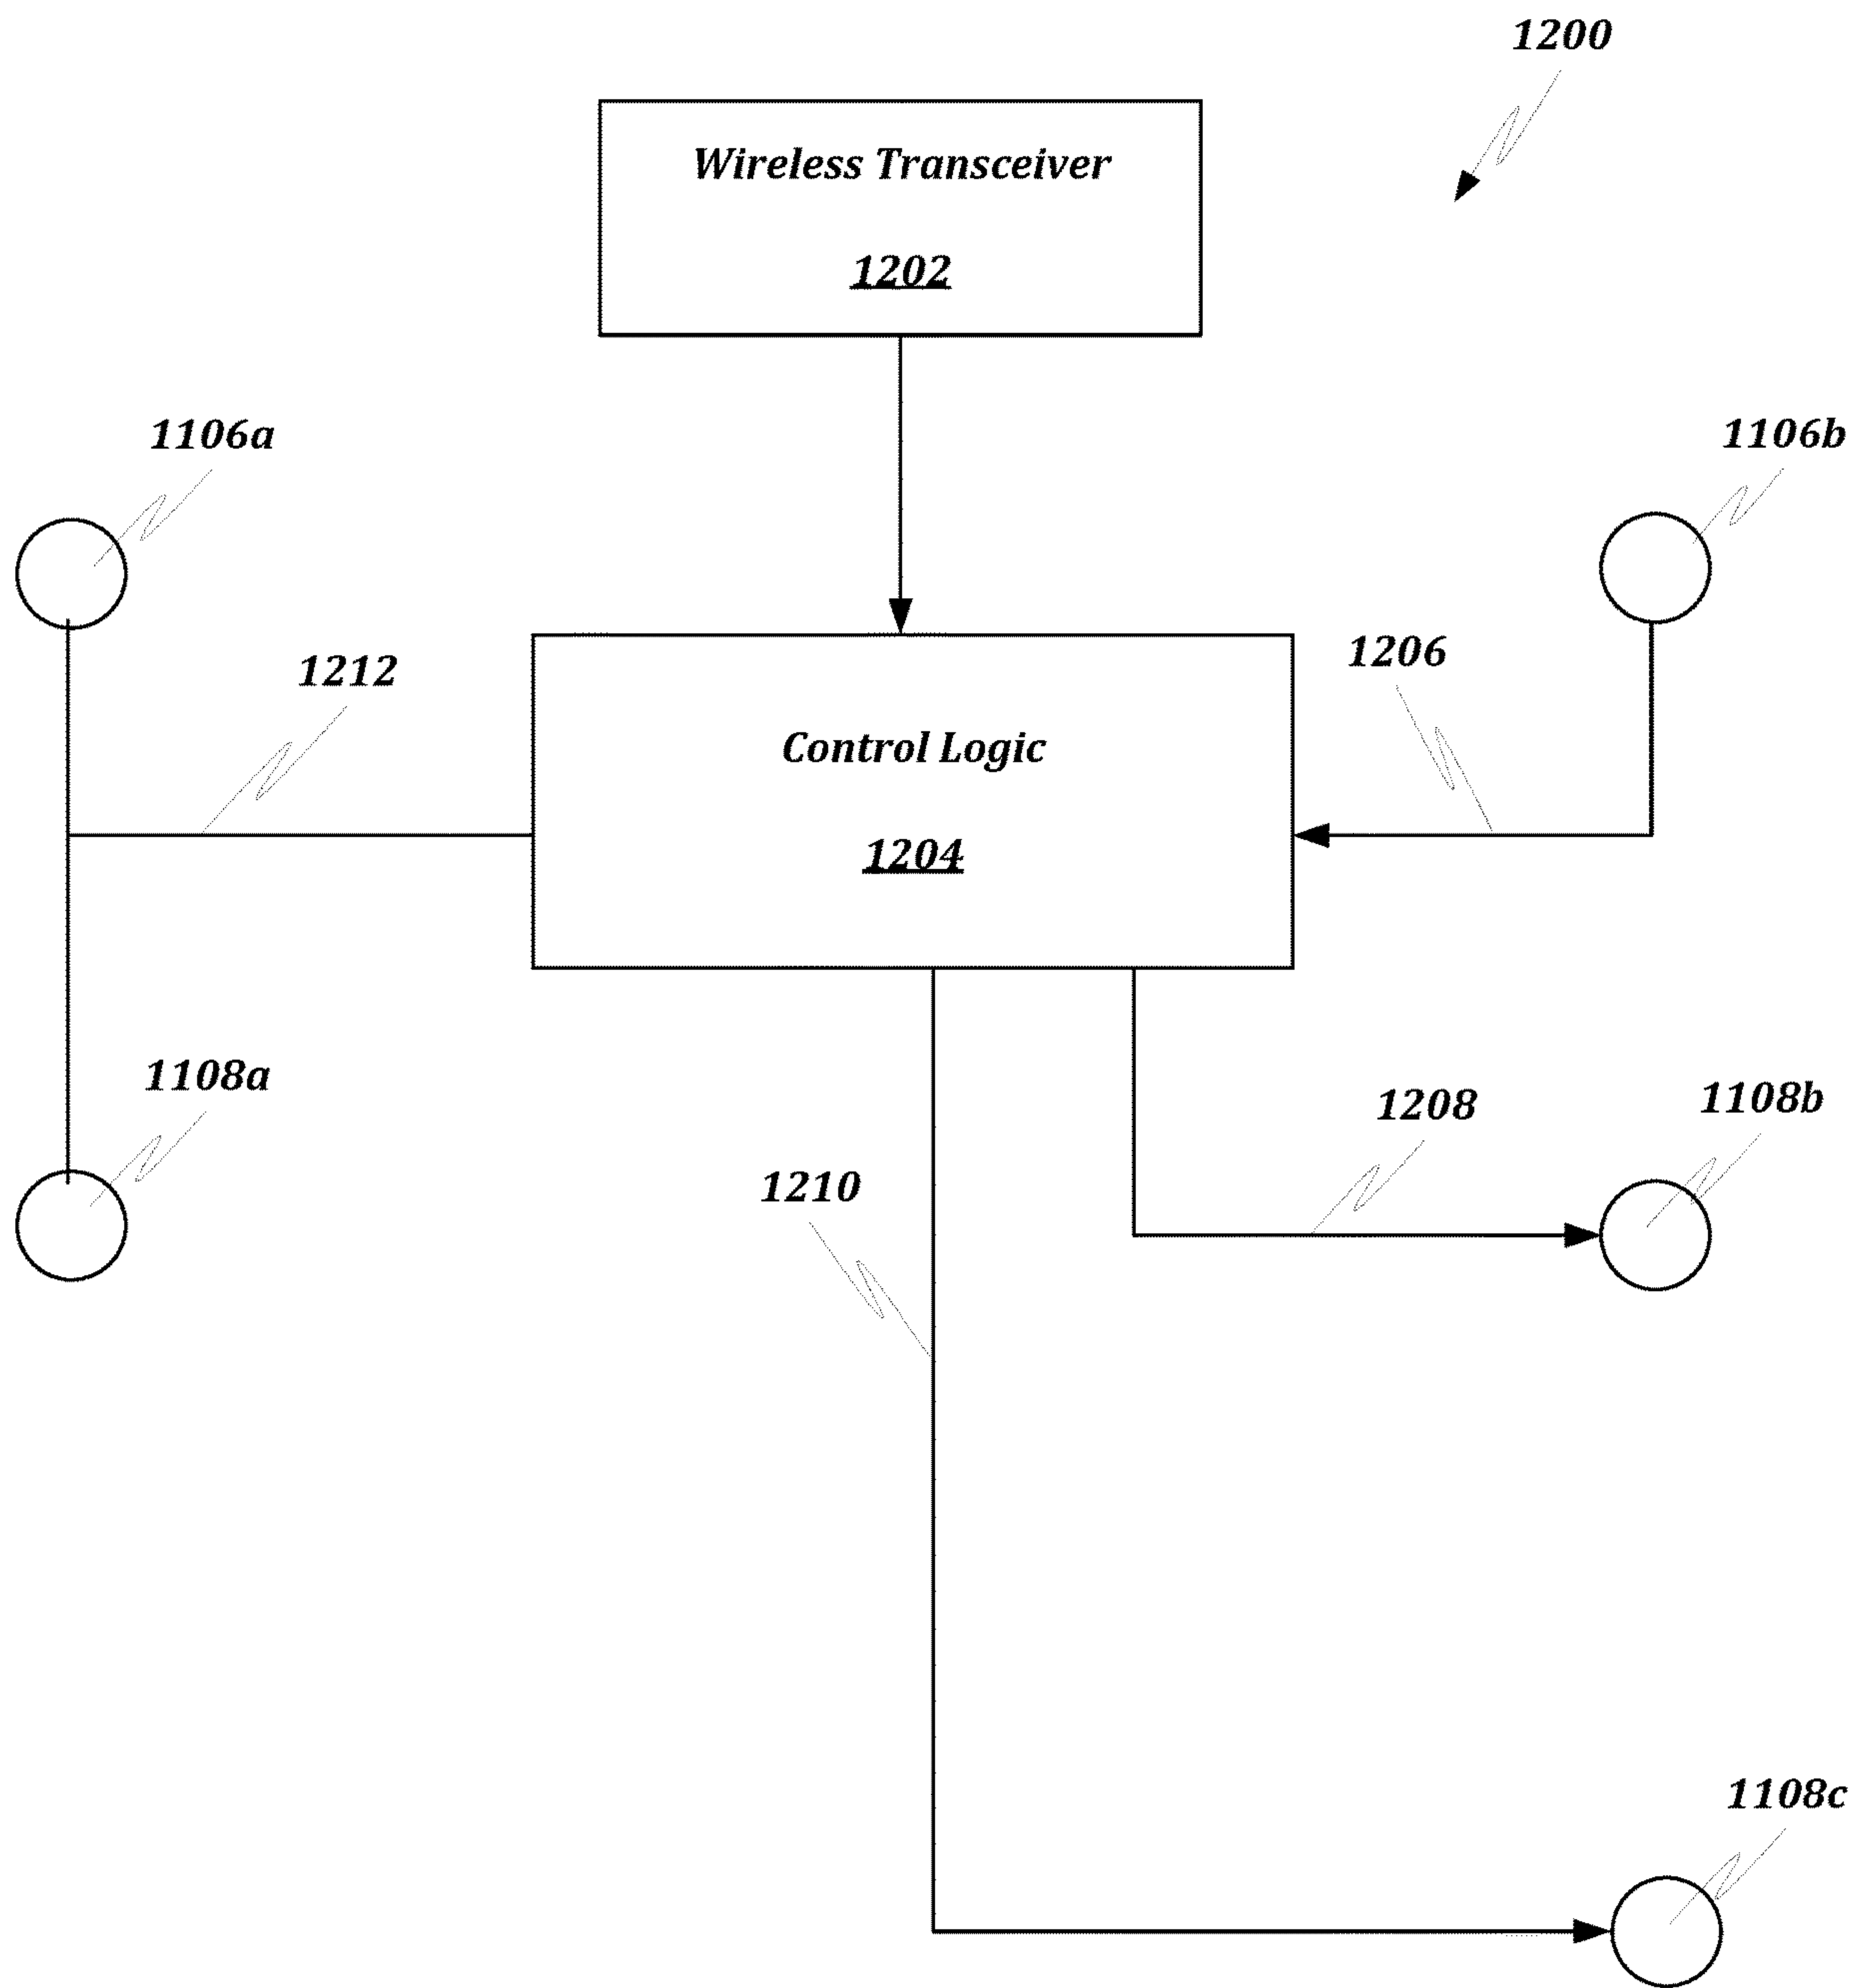 1200
Wireless Transceiver
1202
1106a
1106b
1212
1206
Control Logic
1204
1108a
1208
1108b
1210
1108c